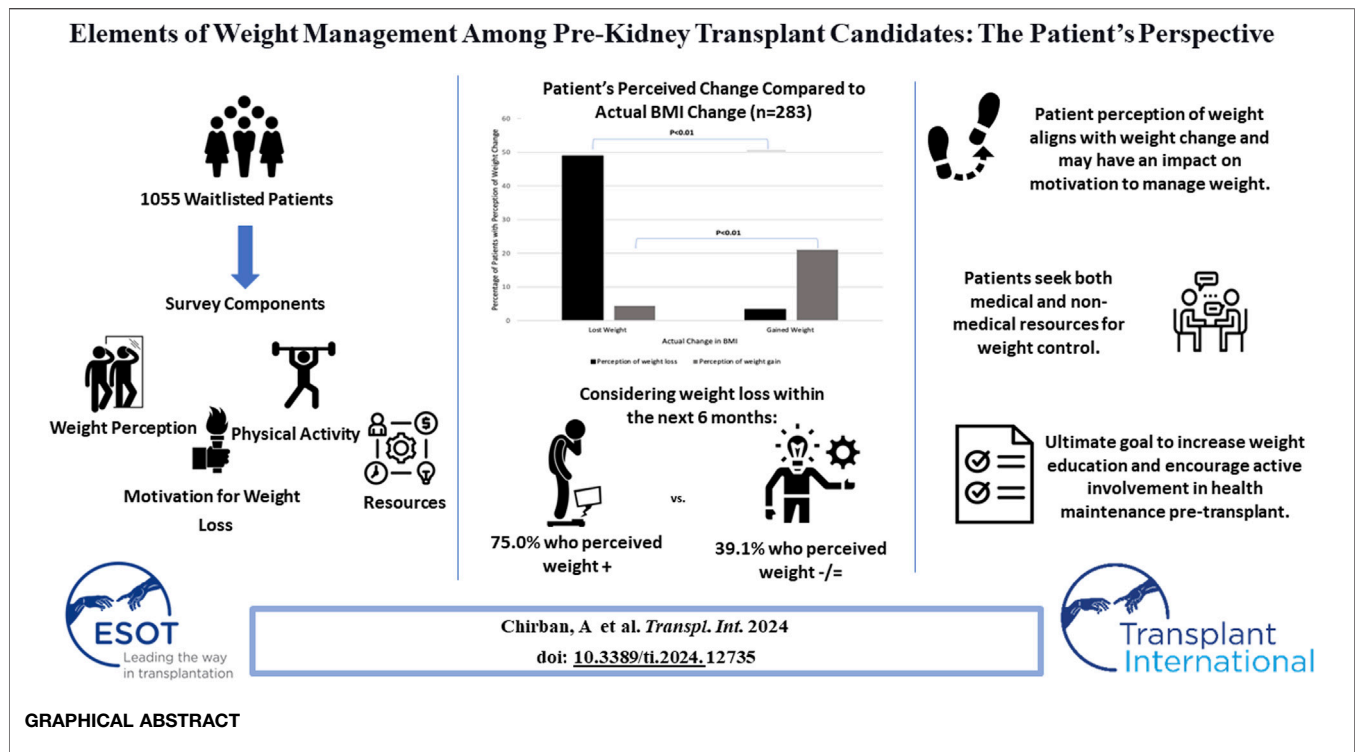 Elements of Weight Management Among Pre-Kidney Transplant Candidates: The Patient's Perspective
1055 Waitlisted Patients
Survey Components
Weight Perception
Physical Activity
Motivation for Weight
Loss
Resources
Patient's Perceived Change Compared to
Actual BMI Change (n=283)
Percentage of Patients with Perception of Weight Change
60
50
40
30
20
10
0
P<0.01
P<0.01
Lost Weight
Gained Weight
Actual Change in BMI
Perception of weight loss
Perception of weight gain
Considering weight loss within
the next 6 months:
vs.
75.0% who perceived
weight +
39.1% who perceived
weight -/=
Patient perception of weight
aligns with weight change and
may have an impact on
motivation to manage weight.
Patients seek both
medical and non-
medical resources for
weight control.
$
Ultimate goal to increase weight
education and encourage active
involvement in health
maintenance pre-transplant.
ESOT
Leading the way
in transplantation
Chirban, A et al. Transpl. Int. 2024
doi: 10.3389/ti.2024.12735
Transplant
International
GRAPHICAL ABSTRACT